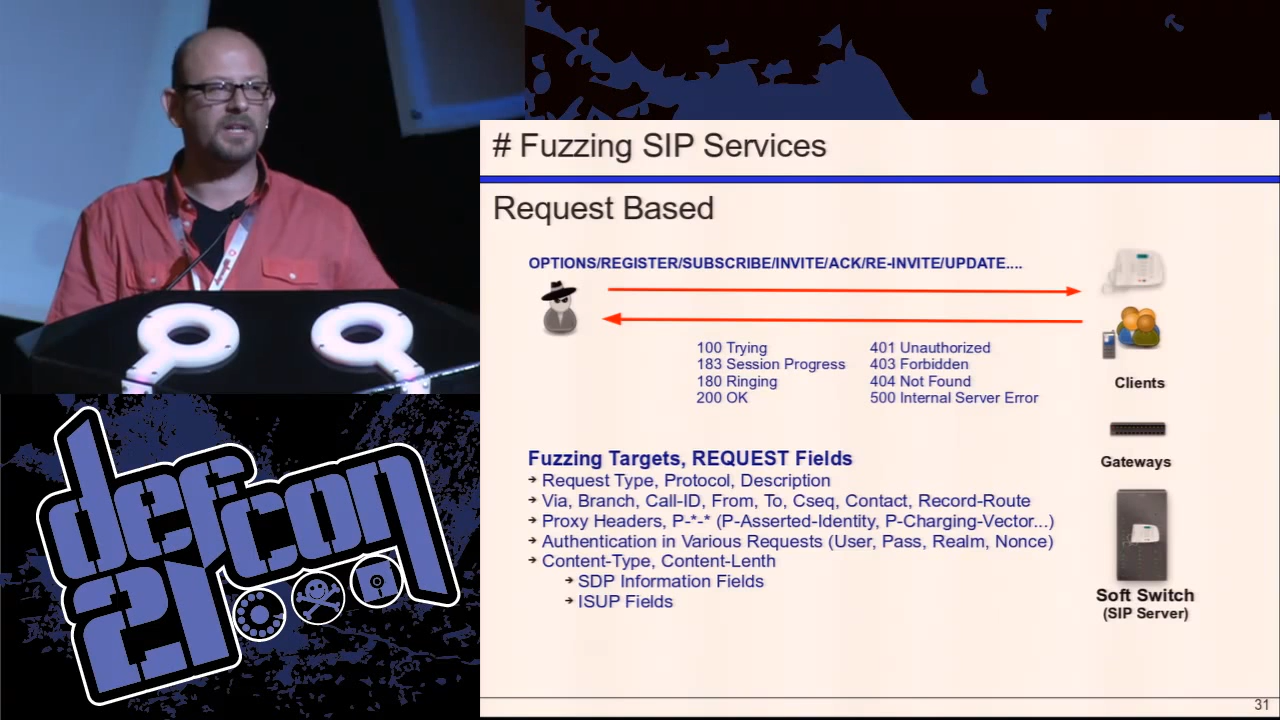 # Fuzzing SIP Services
Request Based
OPTIONS/REGISTER/SUBSCRIBE/INVITE/ACK/RE-INVITE/UPDATE....
100 Trying
183 Session Progress
180 Ringing
200 OK
401 Unauthorized
403 Forbidden
404 Not Found
500 Internal Server Error
Clients
Gateways
Soft Switch
(SIP Server)
Fuzzing Targets, REQUEST Fields
Request Type, Protocol, Description
Via, Branch, Call-ID, From, To, Cseq, Contact, Record-Route
Proxy Headers, P-*-* (P-Asserted-Identity, P-Charging-Vector...)
Authentication in Various Requests (User, Pass, Realm, Nonce)
Content-Type, Content-Lenth
SDP Information Fields
ISUP Fields
31
defcon
21